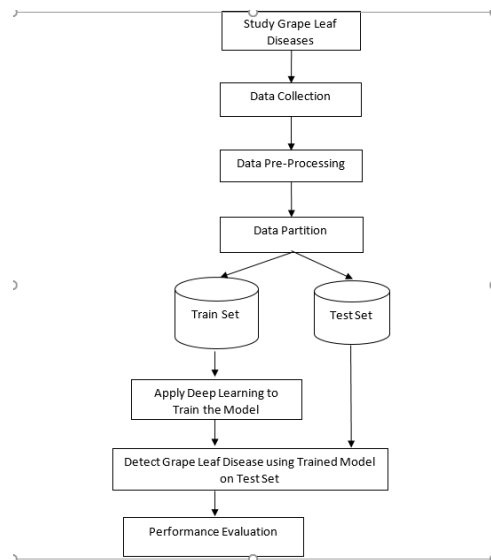 Study Grape Leaf
Diseases
Data Collection
Data Pre-Processing
Data Partition
Train Set
Test Set
Apply Deep Learning to
Train the Model
Detect Grape Leaf Disease using Trained Model
on Test Set
Performance Evaluation